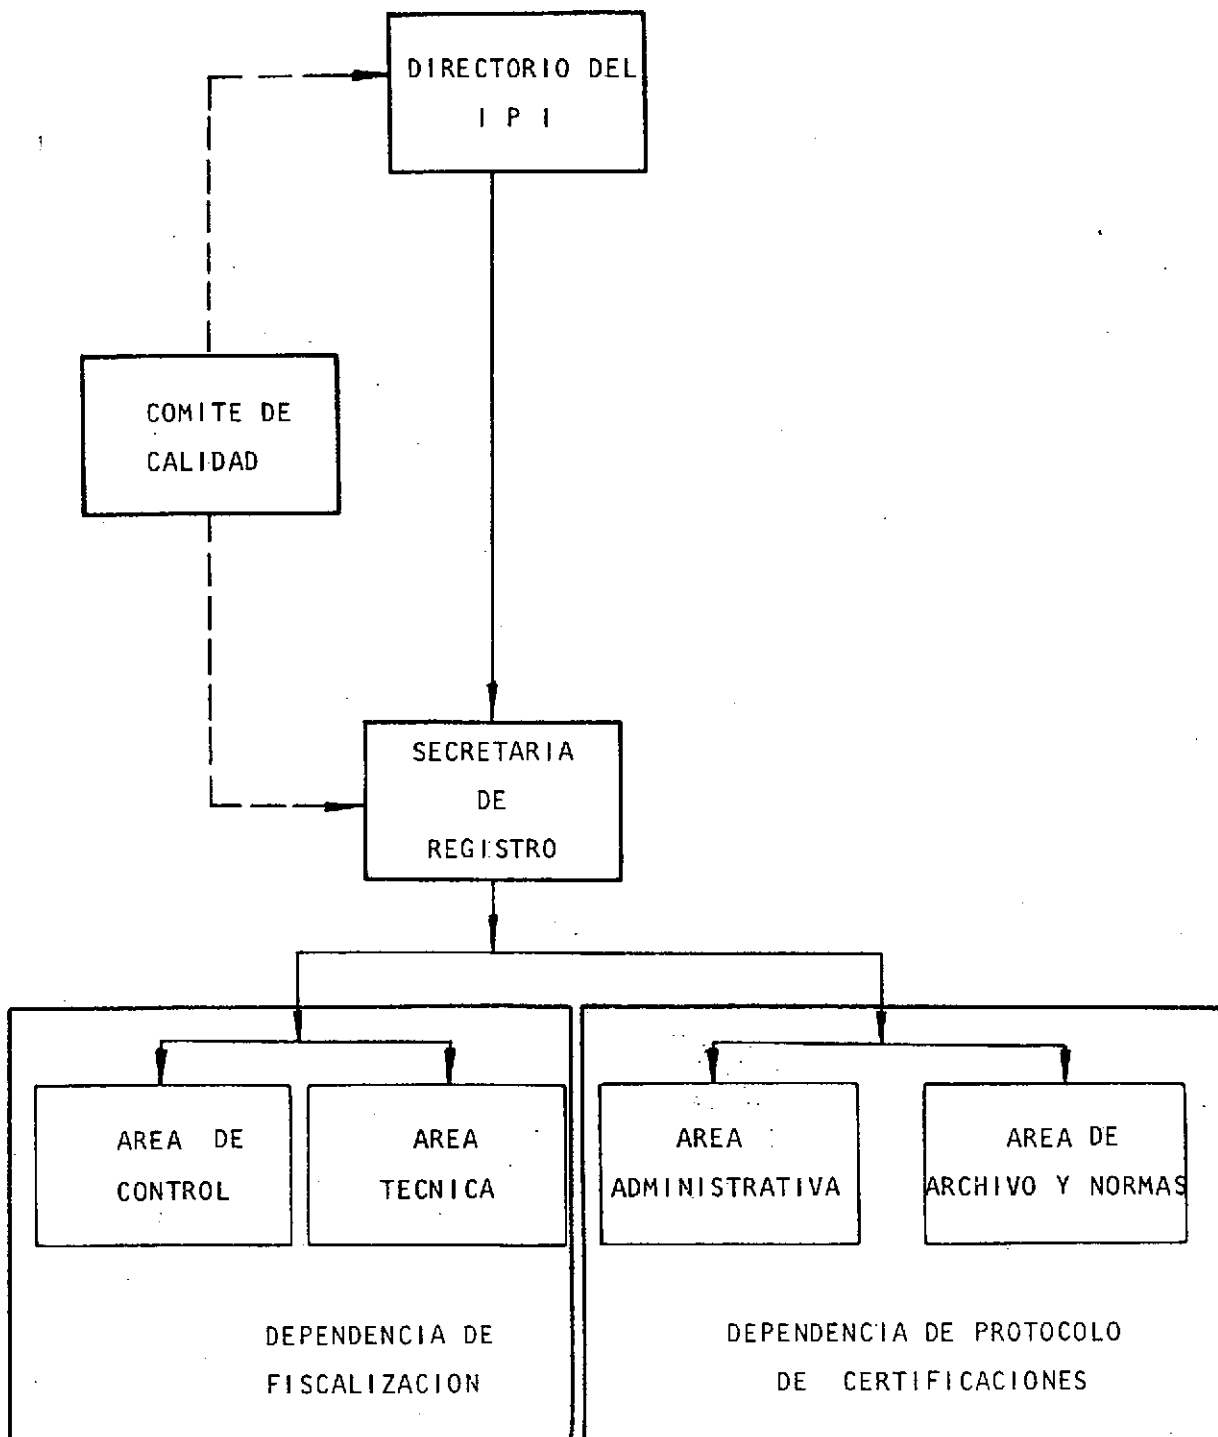 DIRECTORIO DEL
I P I
COMITE DE
CALIDAD
SECRETARIA
DE
REGISTRO
AREA DE
CONTROL
AREA
TECNICA
AREA
ADMINISTRATIVA
AREA DE
ARCHIVO Y NORMAS
DEPENDENCIA DE
FISCALIZACION
DEPENDENCIA DE PROTOCOLO
DE CERTIFICACIONES